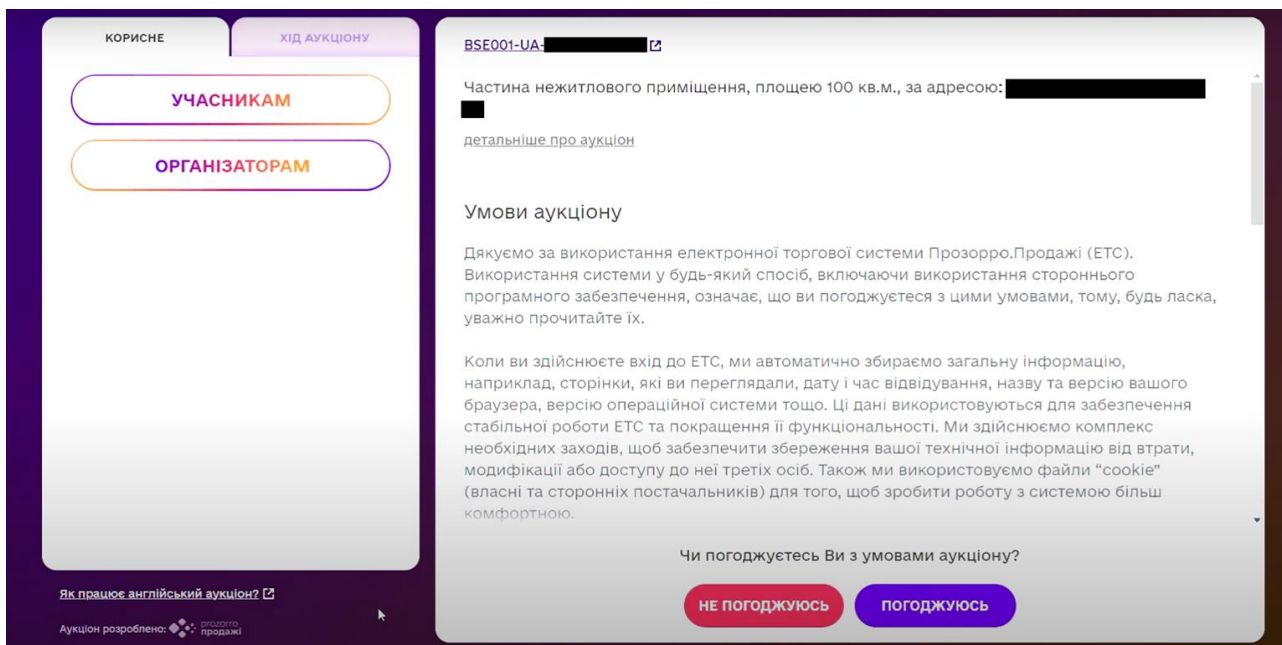 КОРИСНЕ
ХІД АУКЦІОНУ
УЧАСНИКАМ
ОРГАНІЗАТОРАМ
Як працює англійський аукціон?
Аукціон розроблено: prozorro
продажі
BSE001-UA-
Частина нежитлового приміщення, площею 100 кв.м., за адресою:
детальніше про аукціон
Умови аукціону
Дякуємо за використання електронної торгової системи Прозорро.Продажі (ЕТС).
Використання системи у будь-який спосіб, включаючи використання стороннього
програмного забезпечення, означає, що ви погоджуєтеся з цими умовами, тому, будь ласка,
уважно прочитайте їх.
Коли ви здійснюєте вхід до ЕТС, ми автоматично збираємо загальну інформацію,
наприклад, сторінки, які ви переглядали, дату і час відвідування, назву та версію вашого
браузера, версію операційної системи тощо. Ці дані використовуються для забезпечення
стабільної роботи ЕТС та покращення її функціональності. Ми здійснюємо комплекс
необхідних заходів, щоб забезпечити збереження вашої технічної інформацію від втрати,
модифікації або доступу до неї третіх осіб. Також ми використовуємо файли “cookie”
(власні та сторонніх постачальників) для того, щоб зробити роботу з системою більш
комфортною.
Чи погоджуєтесь Ви з умовами аукціону?
НЕ ПОГОДЖУЮСЬ
ПОГОДЖУЮСЬ